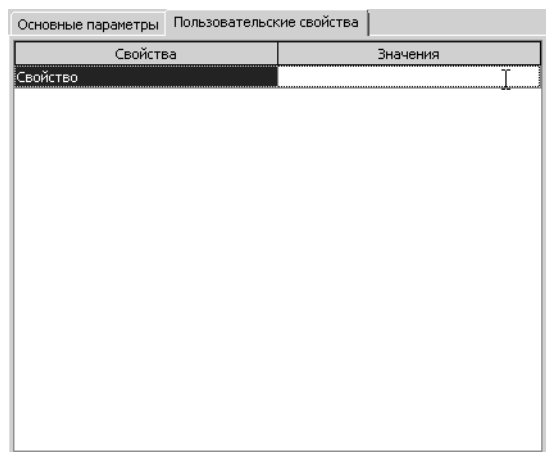 Основные параметры Пользовательские свойства
Свойства Значения
Свойство